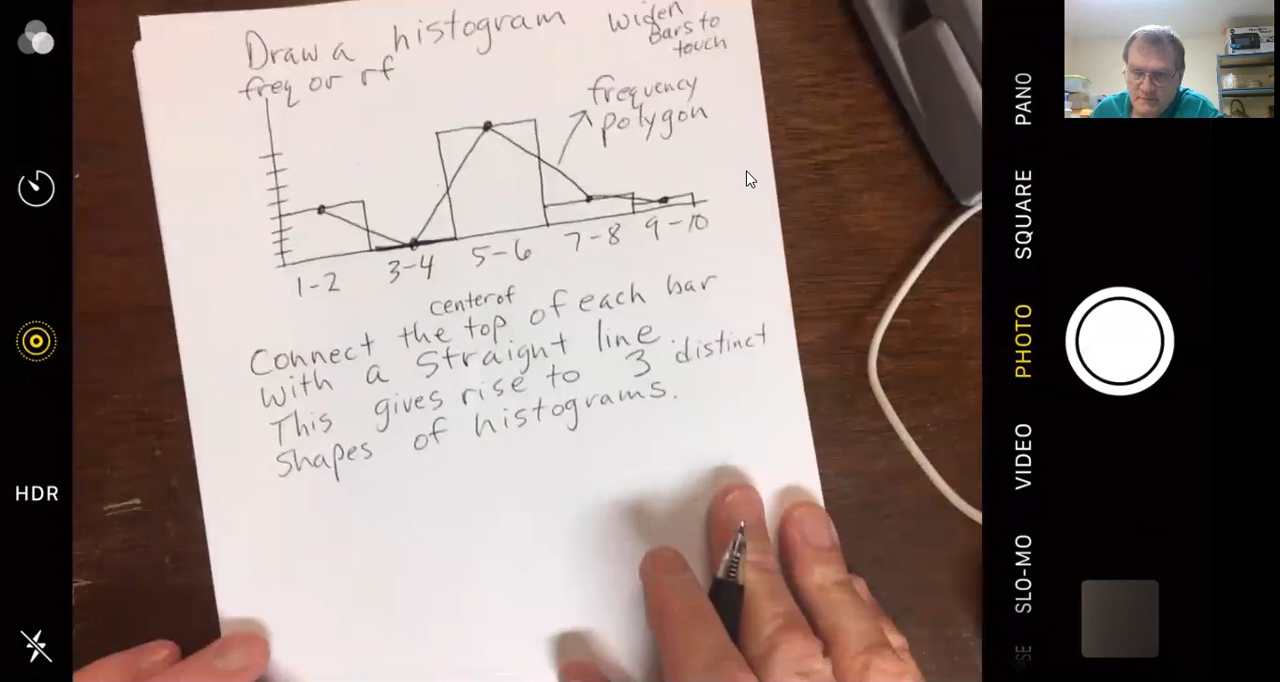 Draw a histogram
Widen
Bars to
touch
freq or rf
frequency
polygon
1-2 3-4 5-6 7-8 9-10
center of
Connect the top of each bar
with a straight line.
This gives rise to 3 distinct
shapes of histograms.
HDR
PANO
SQUARE
PHOTO
VIDEO
SLO-MO
SE